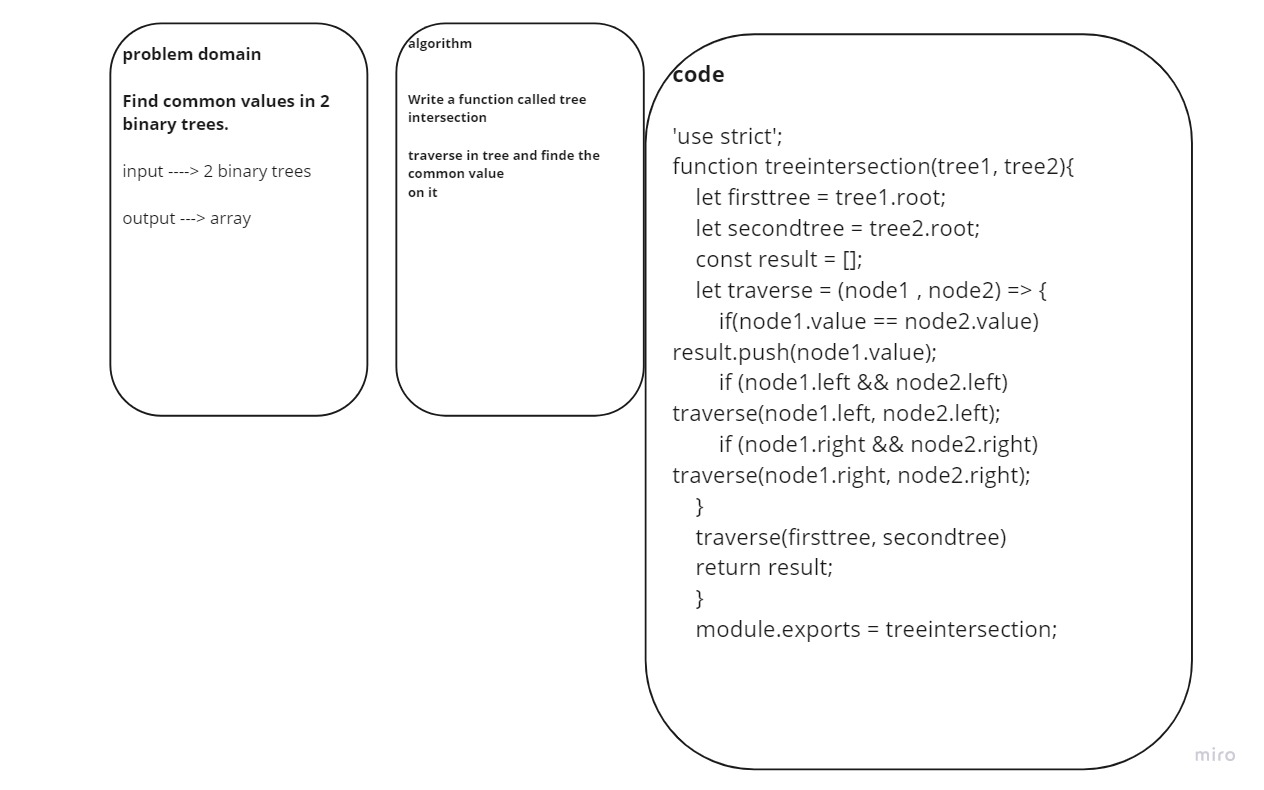 problem domain
Find common values in 2
binary trees.
input ----> 2 binary trees
output ---> array
algorithm
Write a function called tree
intersection
traverse in tree and finde the
common value
on it
code
'use strict';
function treeintersection(tree1, tree2){
let firsttree = tree1.root;
let secondtree = tree2.root;
const result = [];
let traverse = (node1 , node2) => {
if(node1.value == node2.value)
result.push(node1.value);
if (node1.left && node2.left)
traverse(node1.left, node2.left);
if (node1.right && node2.right)
traverse(node1.right, node2.right);
}
traverse(firsttree, secondtree)
return result;
}
module.exports = treeintersection;
miro